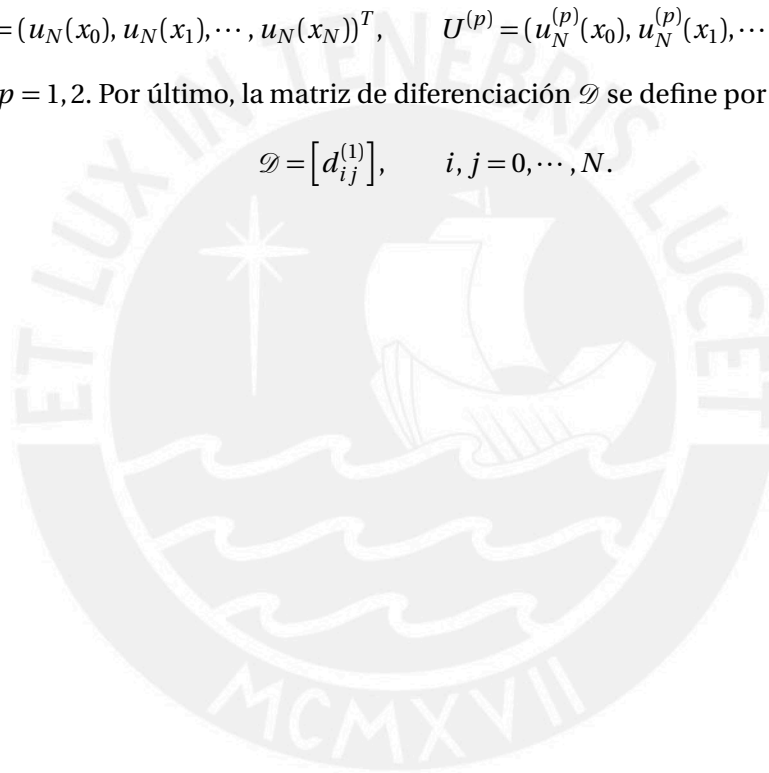 = (u_N(x_0), u_N(x_1), ⋯ , u_N(x_N))^T,   U^{(p)} = (u_N^{(p)}(x_0), u_N^{(p)}(x_1), ⋯
p = 1, 2. Por último, la matriz de diferenciación 𝒟 se define por
𝒟 = [d_{ij}^{(1)}],   i, j = 0, ⋯ , N.
ET LUX IN TENEBRIS LUCET
MCMXVII